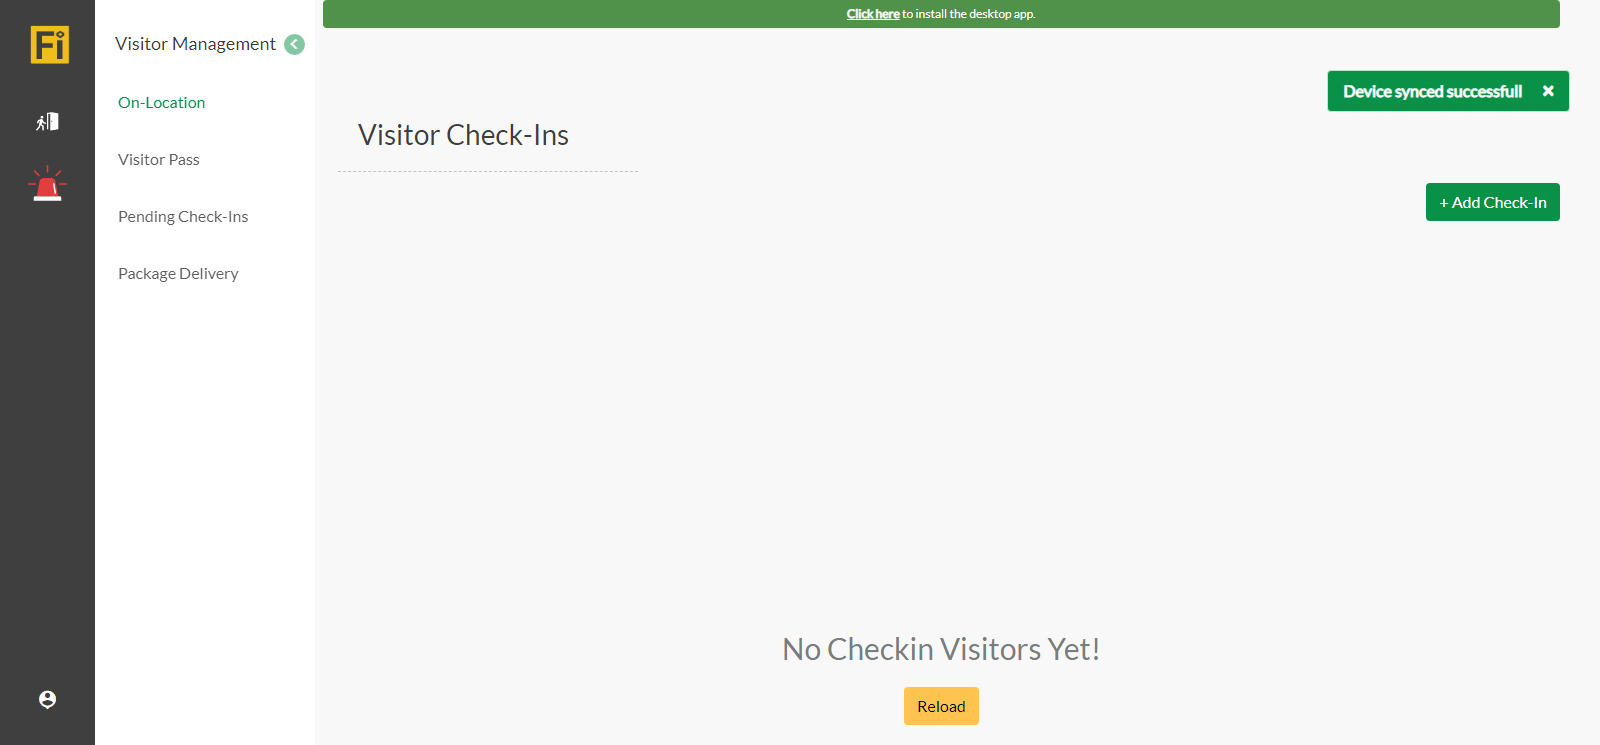 Fi
Visitor Management
On-Location
Visitor Pass
Pending Check-Ins
Package Delivery
Click here to install the desktop app.
Device synced successfull ×
Visitor Check-Ins
+ Add Check-In
No Checkin Visitors Yet!
Reload